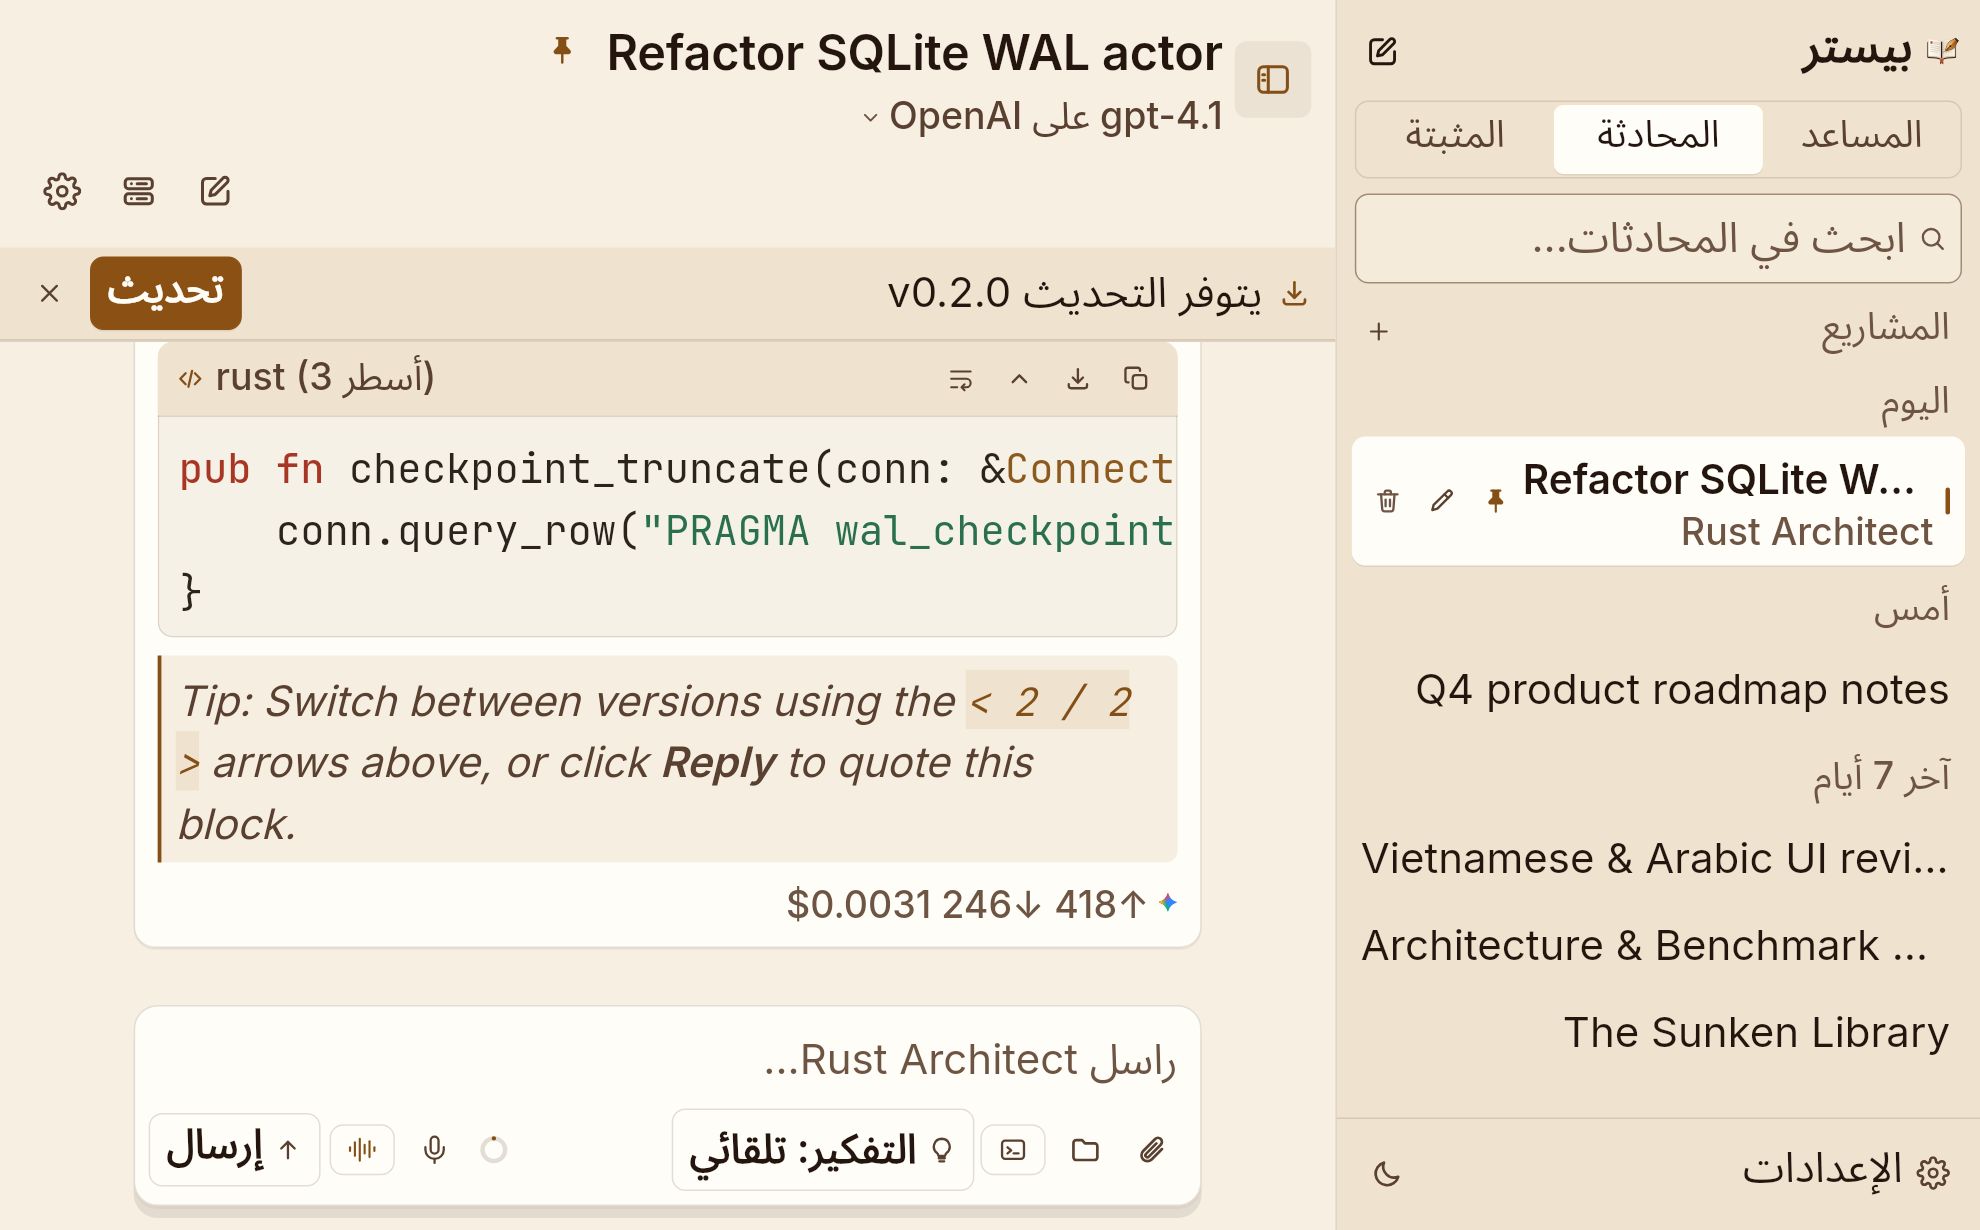 بيستر
المساعد
المحادثة
المثبتة
ابحث في المحادثات...
المشاريع
اليوم
Refactor SQLite W...
Rust Architect
أمس
Q4 product roadmap notes
آخر 7 أيام
Vietnamese & Arabic UI revi...
Architecture & Benchmark ...
The Sunken Library
الإعدادات
Refactor SQLite WAL actor
gpt-4.1 على OpenAI
يتوفر التحديث v0.2.0
تحديث
rust (3 أسطر)
pub fn checkpoint_truncate(conn: &Connect
conn.query_row("PRAGMA wal_checkpoint
}
Tip: Switch between versions using the < 2 / 2
> arrows above, or click Reply to quote this
block.
↑418 ↓246 $0.0031
راسل Rust Architect...
التفكير: تلقائي
إرسال